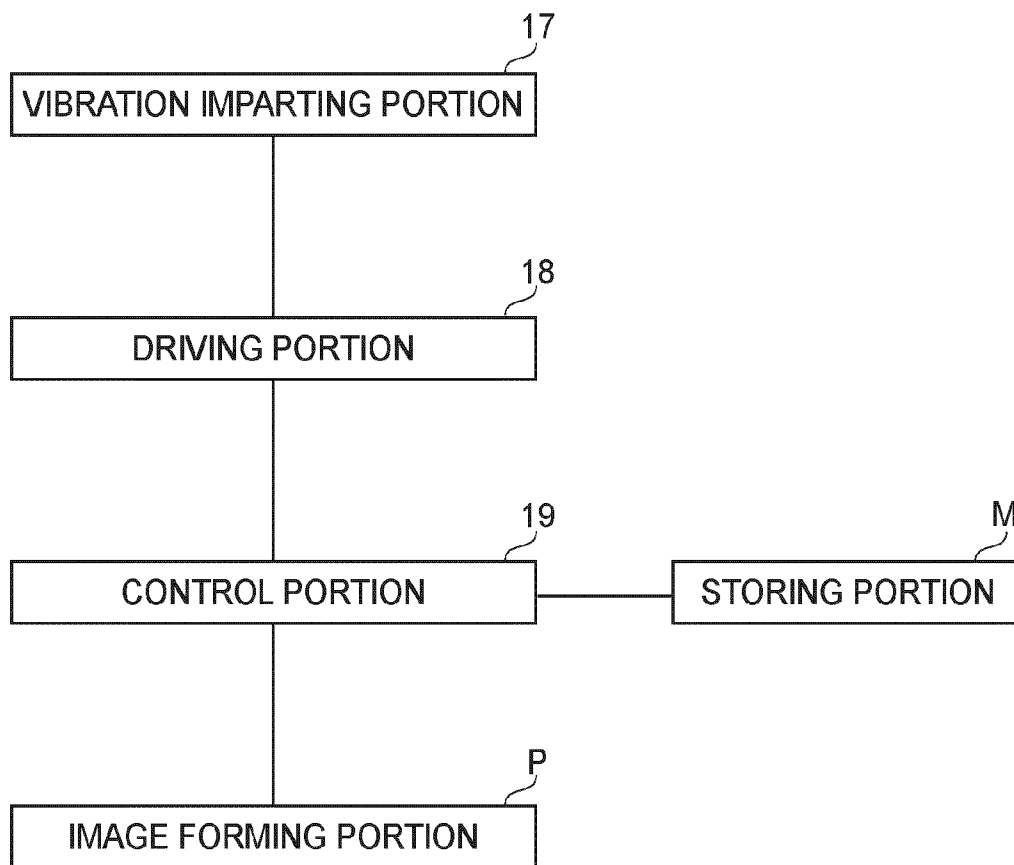 17
VIBRATION IMPARTING PORTION
18
DRIVING PORTION
19
CONTROL PORTION
M
STORING PORTION
P
IMAGE FORMING PORTION